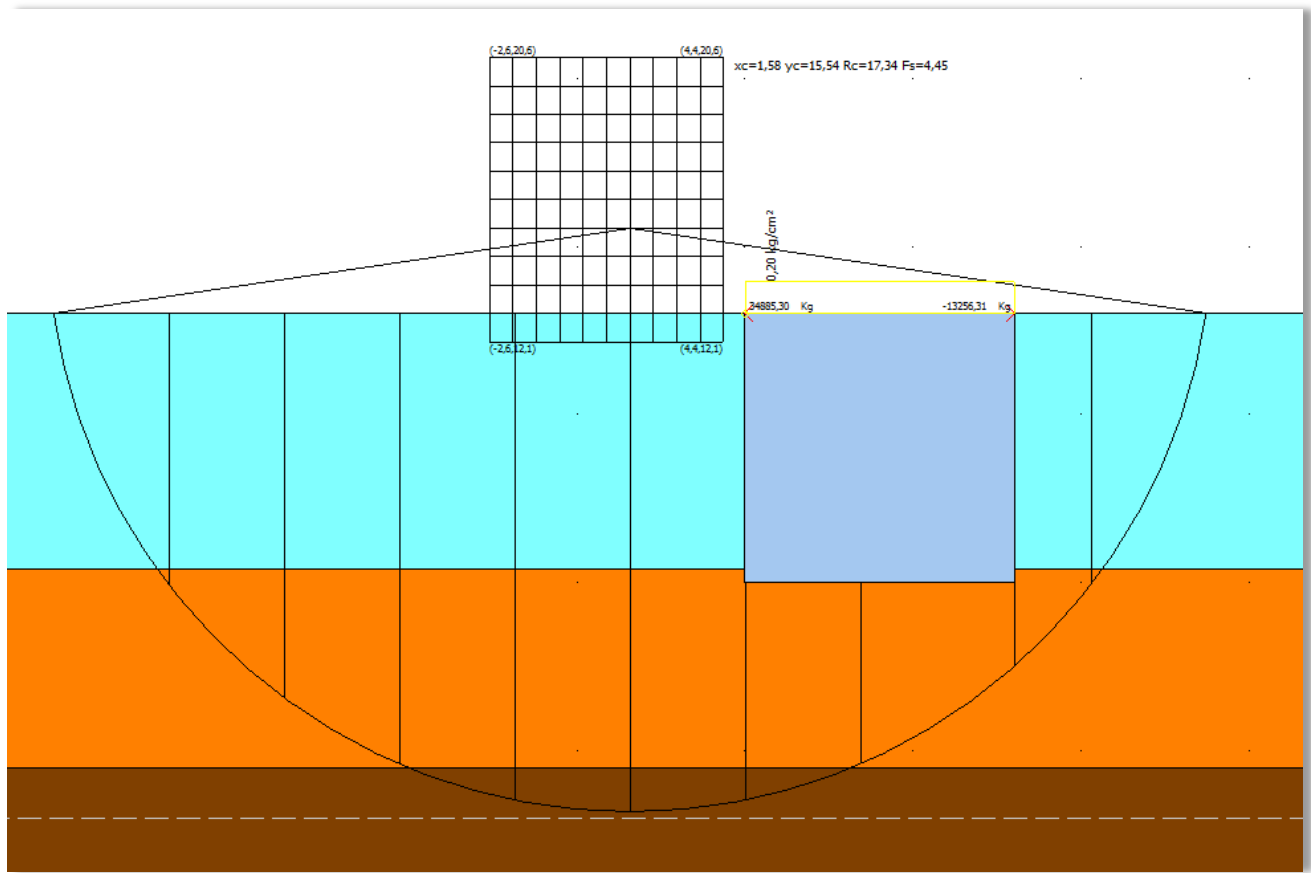 (-2,6,20,6)
(4,4,20,6)
xc=1,58 yc=15,54 Rc=17,34 Fs=4,45
0,20 kg/cm²
34885,30 Kg
-13256,31 Kg
(-2,6,12,1)
(4,4,12,1)